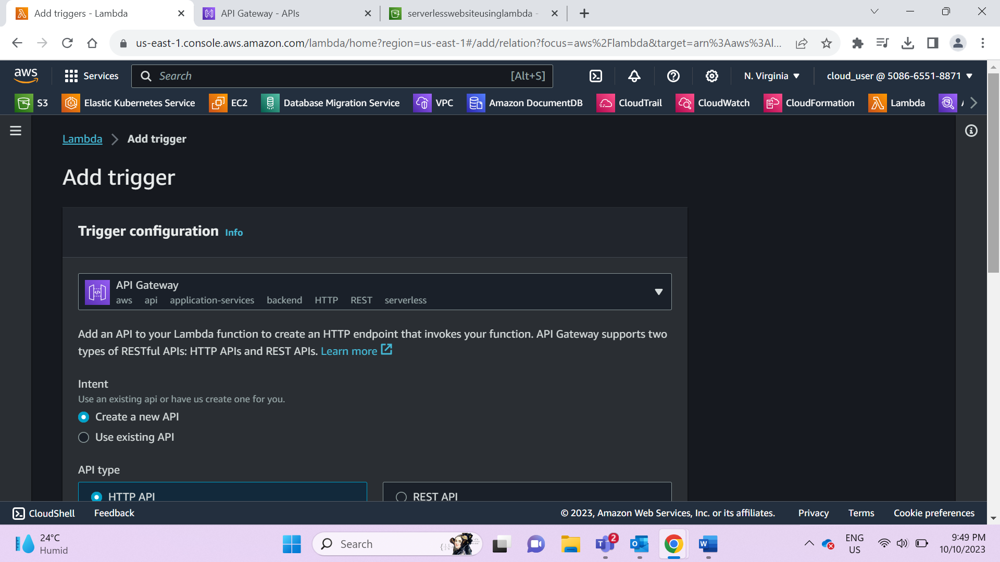 Add triggers - Lambda
API Gateway - APIs
serverlesswebsiteusinglambda -
us-east-1.console.aws.amazon.com/lambda/home?region=us-east-1#/add/relation?focus=aws%2Flambda&target=arn%3Aaws%3Al...
aws
Services
Search
[Alt+S]
N. Virginia
cloud_user @ 5086-6551-8871
S3
Elastic Kubernetes Service
EC2
Database Migration Service
VPC
Amazon DocumentDB
CloudTrail
CloudWatch
CloudFormation
Lambda
Lambda
Add trigger
Add trigger
Trigger configuration Info
API Gateway
aws api application-services backend HTTP REST serverless
Add an API to your Lambda function to create an HTTP endpoint that invokes your function. API Gateway supports two
types of RESTful APIs: HTTP APIs and REST APIs. Learn more
Intent
Use an existing api or have us create one for you.
Create a new API
Use existing API
API type
HTTP API
REST API
CloudShell
Feedback
© 2023, Amazon Web Services, Inc. or its affiliates.
Privacy
Terms
Cookie preferences
24°C
Humid
Search
2
ENG
US
9:49 PM
10/10/2023